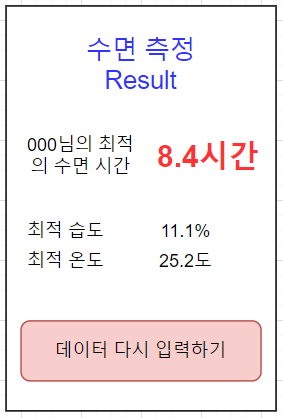 수면 측정
Result
000님의 최적
의 수면 시간
8.4시간
최적 습도 11.1%
최적 온도 25.2도
데이터 다시 입력하기